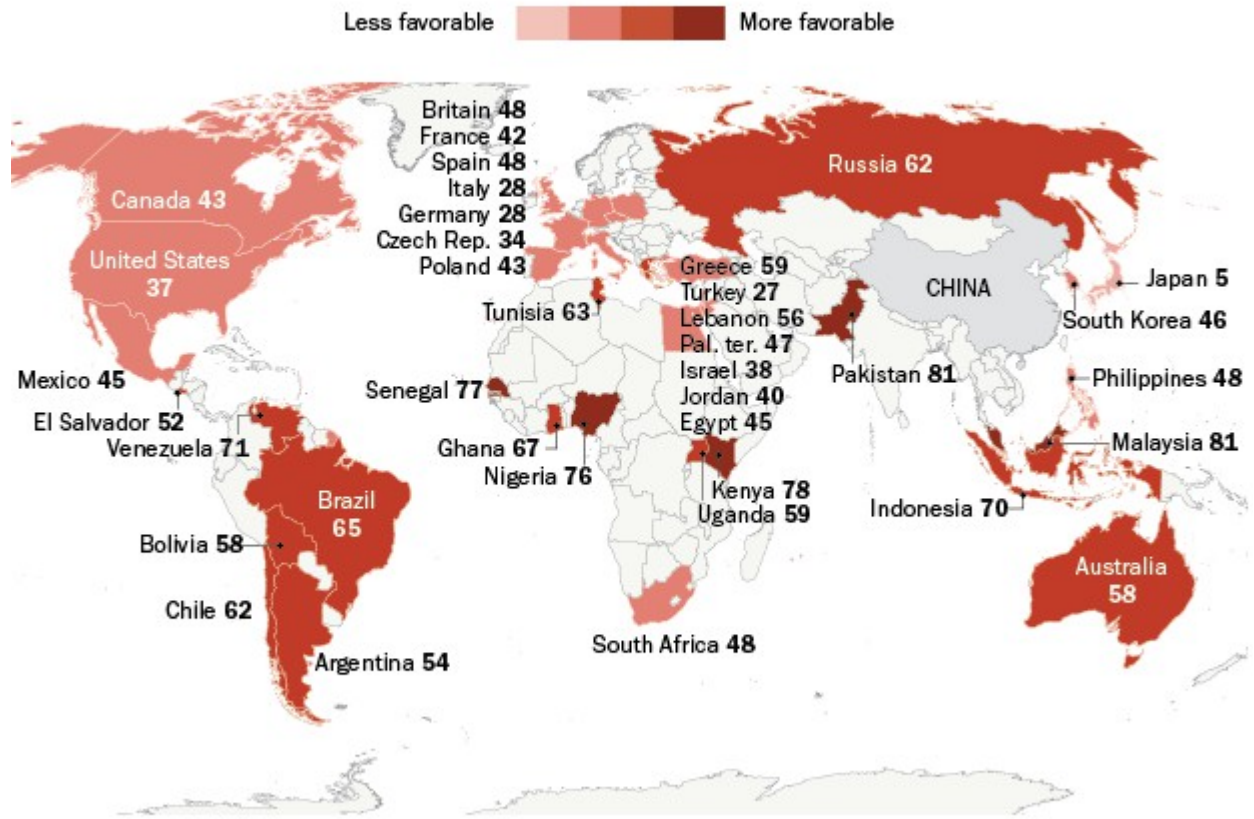 Less favorable More favorable
Britain 48
France 42
Spain 48
Italy 28
Germany 28
Czech Rep. 34
Poland 43
Russia 62
Canada 43
United States
37
Greece 59
Turkey 27
Lebanon 56
Pal. ter. 47
Israel 38
Jordan 40
Egypt 45
CHINA
Japan 5
South Korea 46
Tunisia 63
Mexico 45
El Salvador 52
Venezuela 71
Senegal 77
Ghana 67
Nigeria 76
Pakistan 81
Philippines 48
Malaysia 81
Kenya 78
Uganda 59
Indonesia 70
Brazil
65
Bolivia 58
Chile 62
Argentina 54
South Africa 48
Australia
58